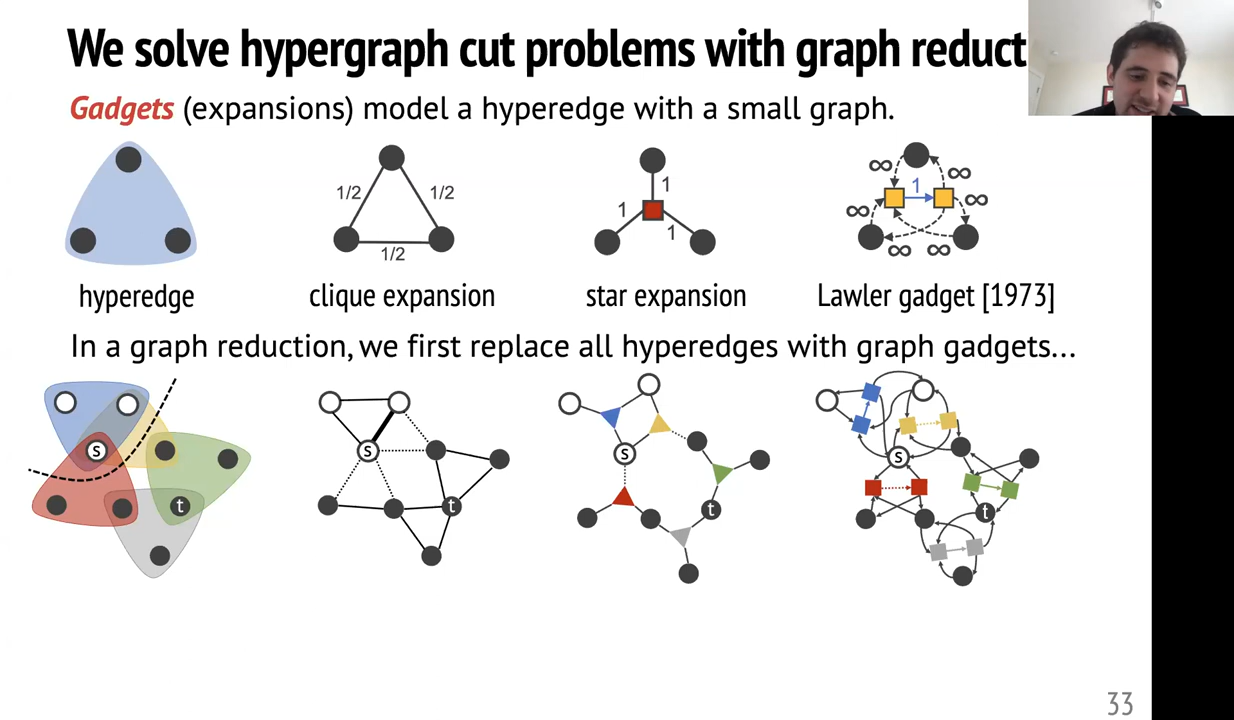 We solve hypergraph cut problems with graph reduct
Gadgets (expansions) model a hyperedge with a small graph.
1/2 1/2
1/2
1
1
1
∞ ∞
1
∞ ∞
∞ ∞
hyperedge
clique expansion
star expansion
Lawler gadget [1973]
In a graph reduction, we first replace all hyperedges with graph gadgets...
s
t
s
t
s
t
s
t
33